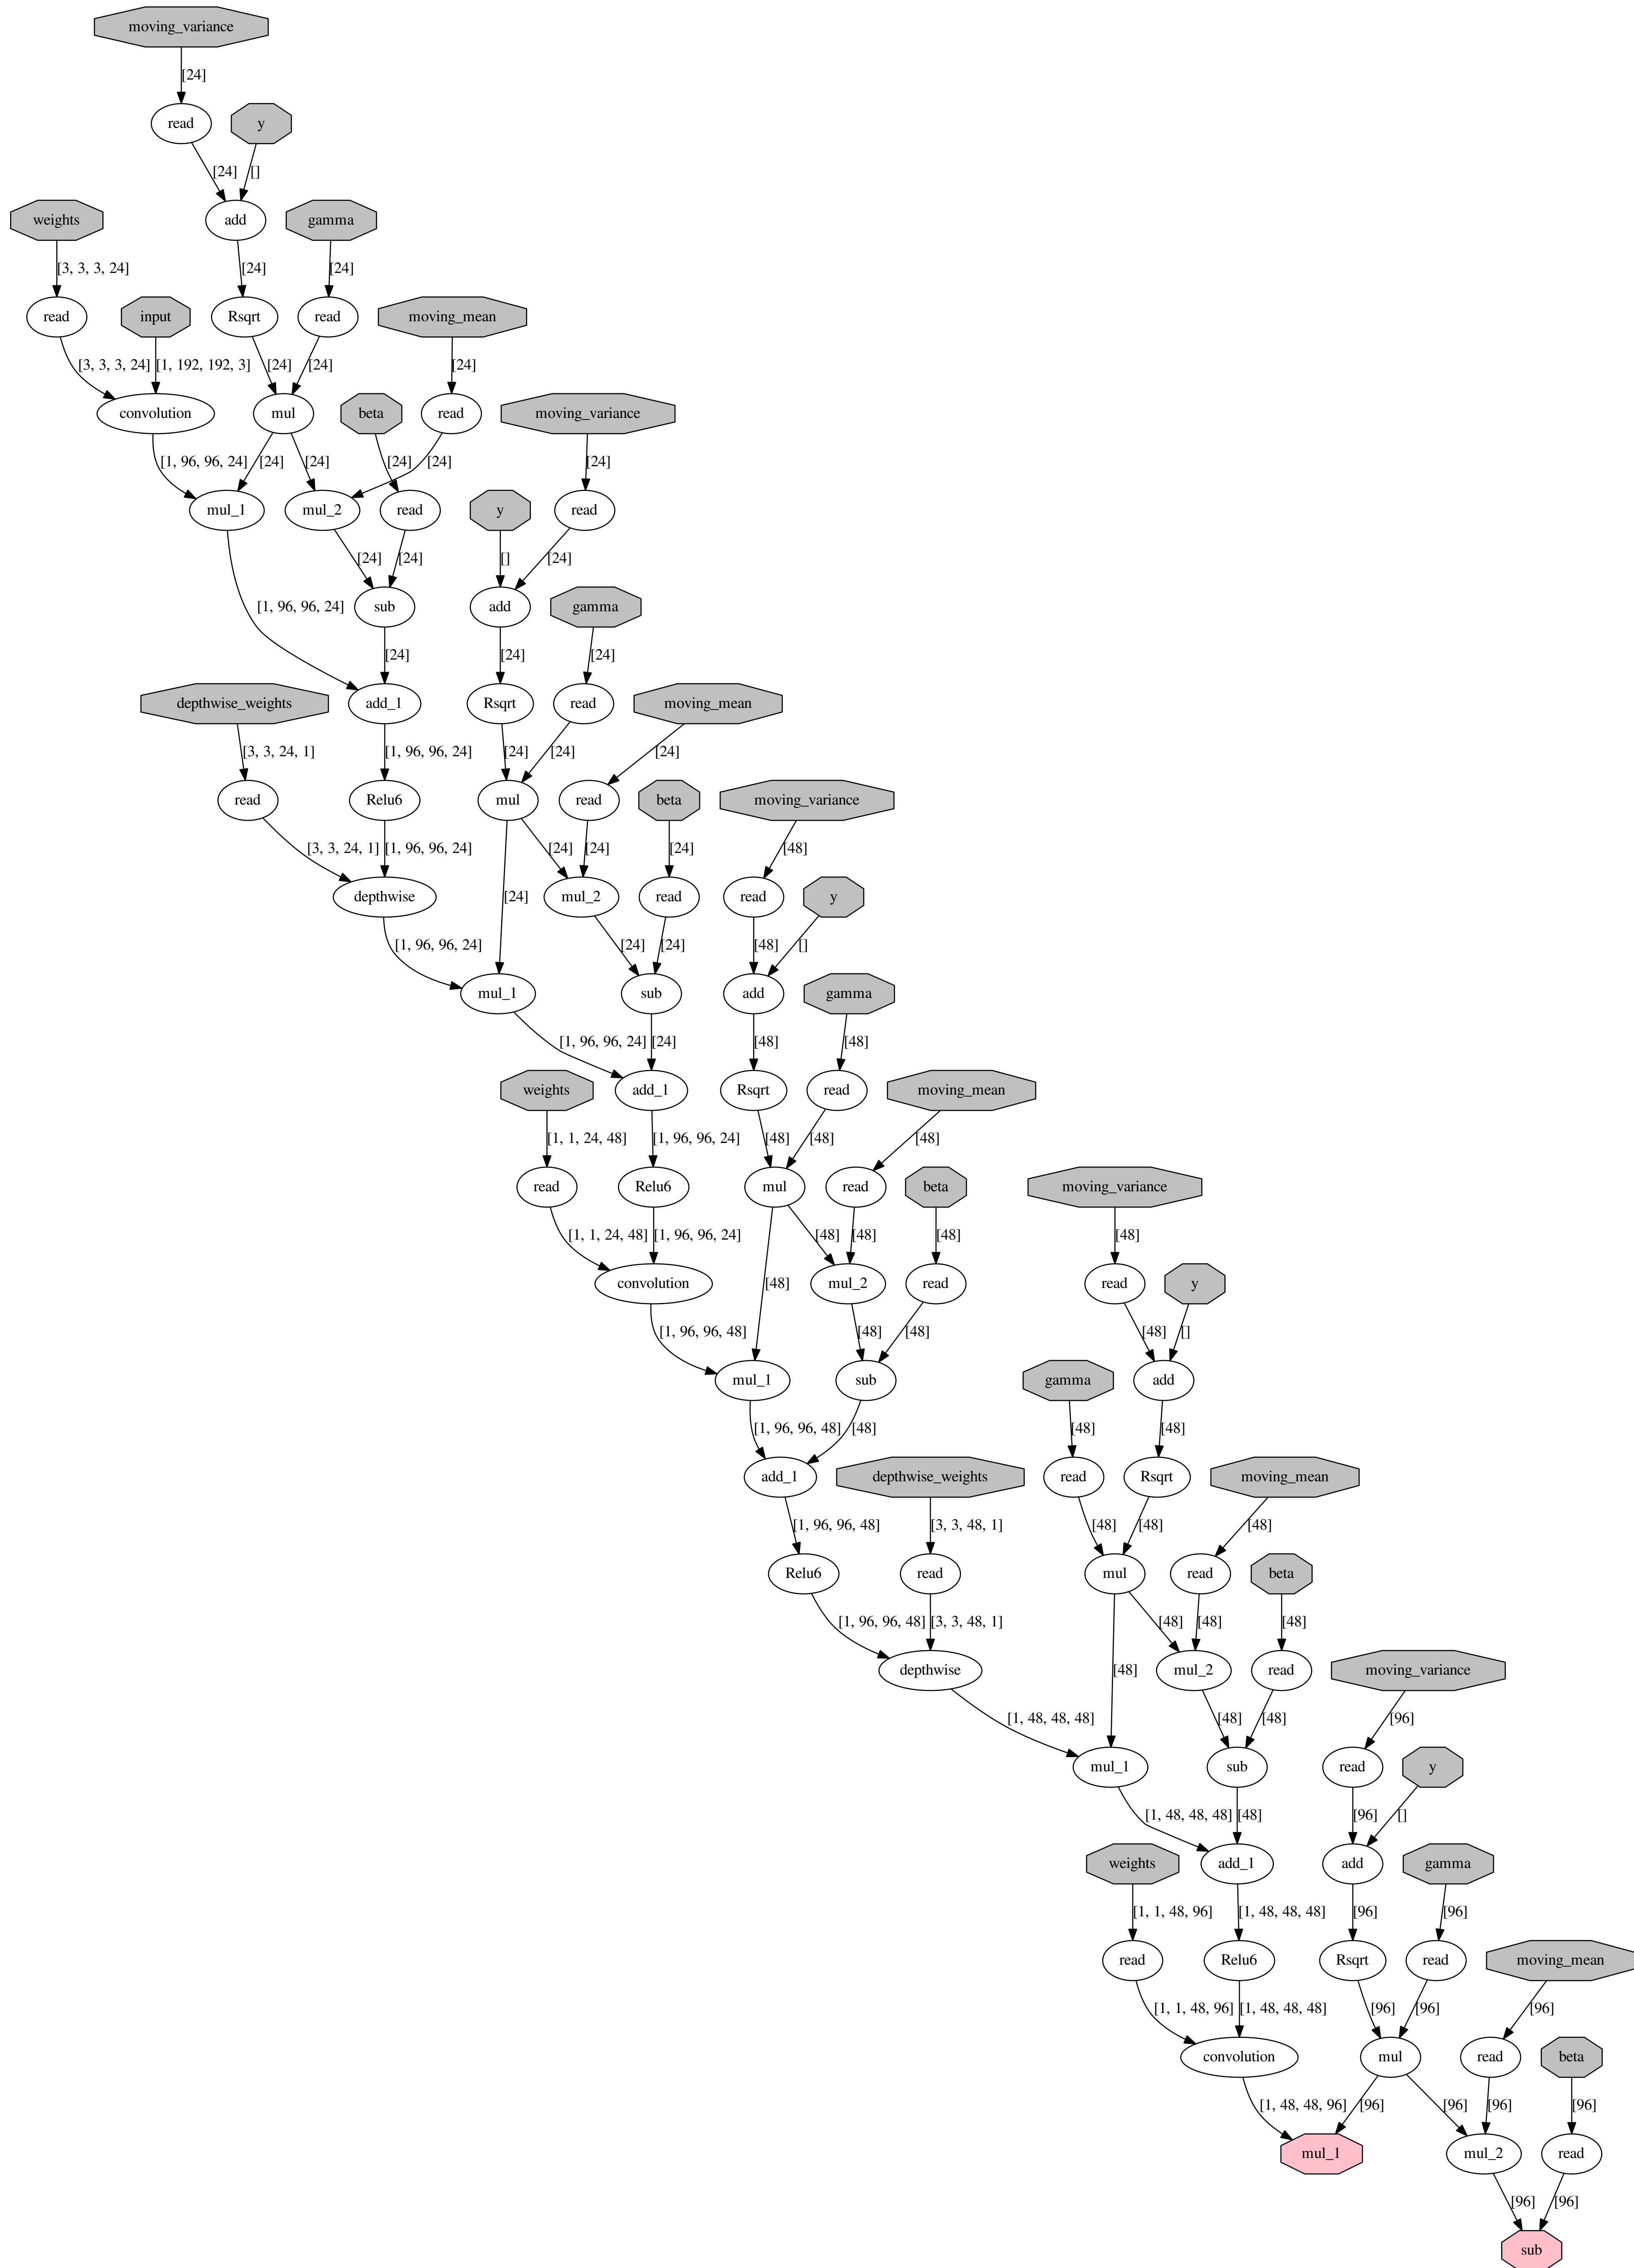 moving_variance
[24]
read y
[24] []
weights add gamma
[3, 3, 3, 24] [24] [24]
read input Rsqrt read moving_mean
[3, 3, 3, 24] [1, 192, 192, 3] [24] [24] [24]
convolution mul beta read moving_variance
[1, 96, 96, 24] [24] [24] [24] [24] [24]
mul_1 mul_2 read y read
[24] [24] [] [24]
[1, 96, 96, 24] sub add gamma
[24] [24] [24]
depthwise_weights add_1 Rsqrt read moving_mean
[3, 3, 24, 1] [1, 96, 96, 24] [24] [24] [24]
read Relu6 mul read beta moving_variance
[3, 3, 24, 1] [1, 96, 96, 24] [24] [24] [24] [48]
depthwise [24] mul_2 read read y
[1, 96, 96, 24] [24] [24] [48] []
mul_1 sub add gamma
[1, 96, 96, 24] [24] [48] [48]
weights add_1 Rsqrt read moving_mean
[1, 1, 24, 48] [1, 96, 96, 24] [48] [48] [48]
read Relu6 mul read beta moving_variance
[1, 1, 24, 48] [1, 96, 96, 24] [48] [48] [48] [48]
convolution [48] mul_2 read read y
[1, 96, 96, 48] [48] [48] [48] []
mul_1 sub gamma add
[1, 96, 96, 48] [48] [48] [48]
add_1 depthwise_weights read Rsqrt moving_mean
[1, 96, 96, 48] [3, 3, 48, 1] [48] [48] [48]
Relu6 read mul read beta
[1, 96, 96, 48] [3, 3, 48, 1] [48] [48] [48]
depthwise [48] mul_2 read moving_variance
[1, 48, 48, 48] [48] [48] [96]
mul_1 sub read y
[1, 48, 48, 48] [48] [96] []
weights add_1 add gamma
[1, 1, 48, 96] [1, 48, 48, 48] [96] [96]
read Relu6 Rsqrt read moving_mean
[1, 1, 48, 96] [1, 48, 48, 48] [96] [96] [96]
convolution mul read beta
[1, 48, 48, 96] [96] [96] [96] [96]
mul_1 mul_2 read
[96] [96]
sub